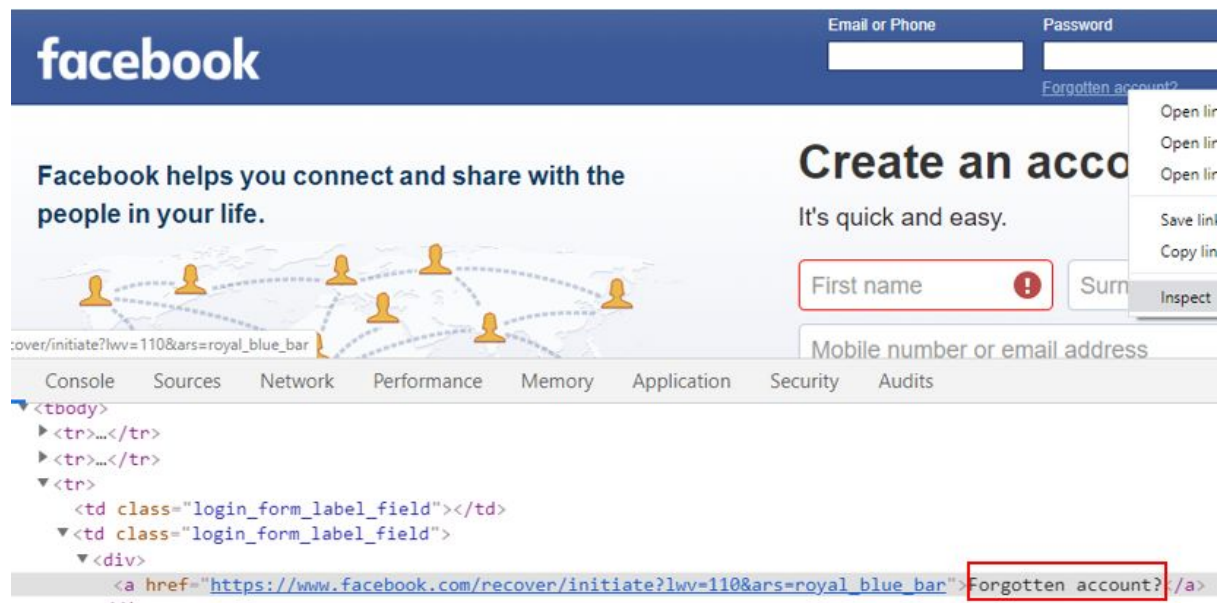 Email or Phone Password
facebook
Forgotten account?
Open lin
Open lin
Open lin
Save link
Copy lin
Inspect
Facebook helps you connect and share with the
people in your life.
Create an acco
It's quick and easy.
First name Surn
Mobile number or email address
cover/initiate?lwv=110&ars=royal_blue_bar
Console Sources Network Performance Memory Application Security Audits
▼<tbody>
▶<tr>…</tr>
▶<tr>…</tr>
▼<tr>
<td class="login_form_label_field"></td>
▼<td class="login_form_label_field">
▼<div>
<a href="https://www.facebook.com/recover/initiate?lwv=110&ars=royal_blue_bar">Forgotten account?</a>